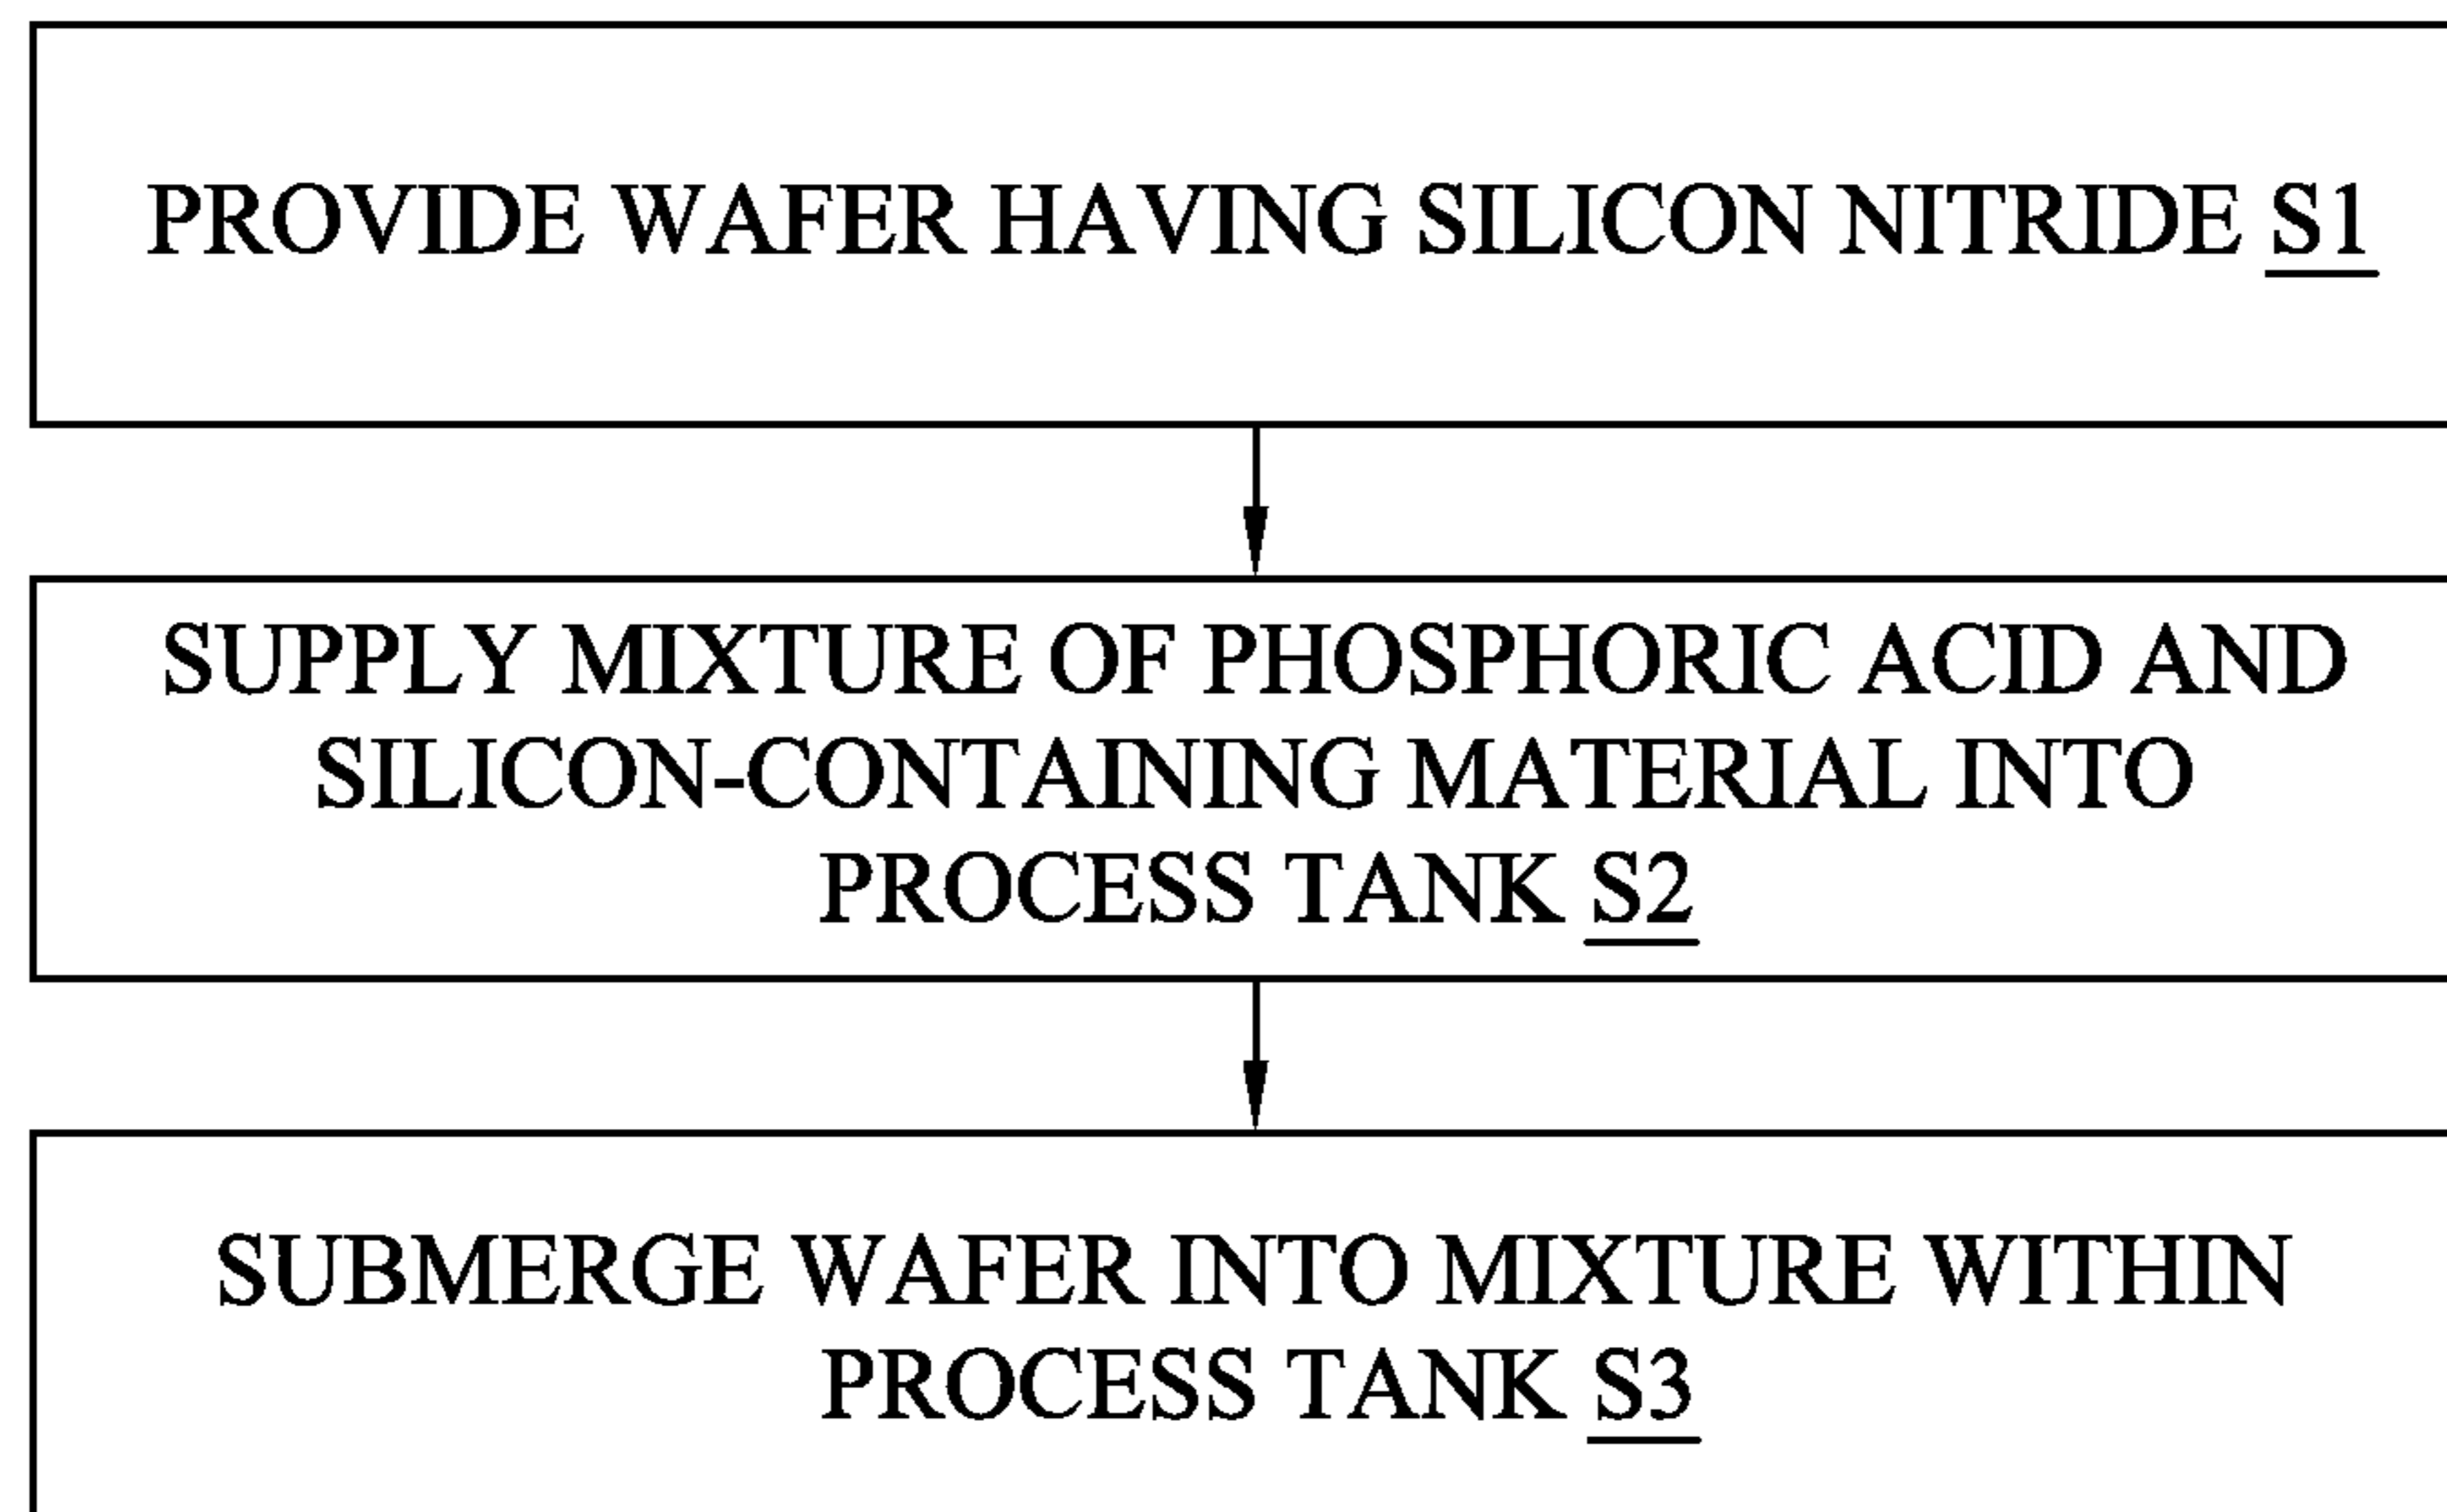 PROVIDE WAFER HAVING SILICON NITRIDE S1
SUPPLY MIXTURE OF PHOSPHORIC ACID AND
SILICON-CONTAINING MATERIAL INTO
PROCESS TANK S2
SUBMERGE WAFER INTO MIXTURE WITHIN
PROCESS TANK S3